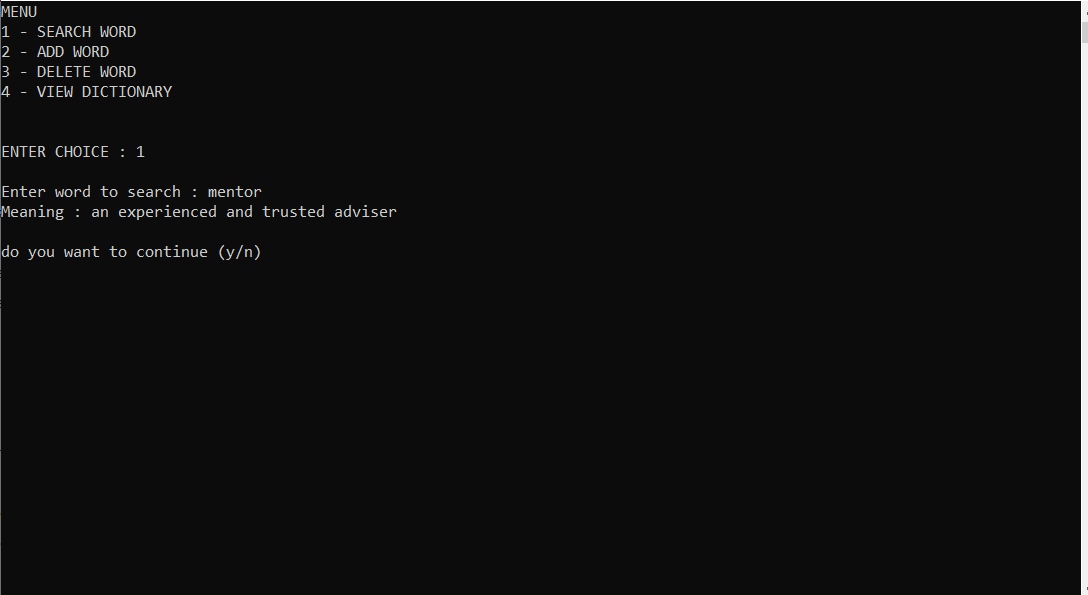 MENU
1 - SEARCH WORD
2 - ADD WORD
3 - DELETE WORD
4 - VIEW DICTIONARY
ENTER CHOICE : 1
Enter word to search : mentor
Meaning : an experienced and trusted adviser
do you want to continue (y/n)